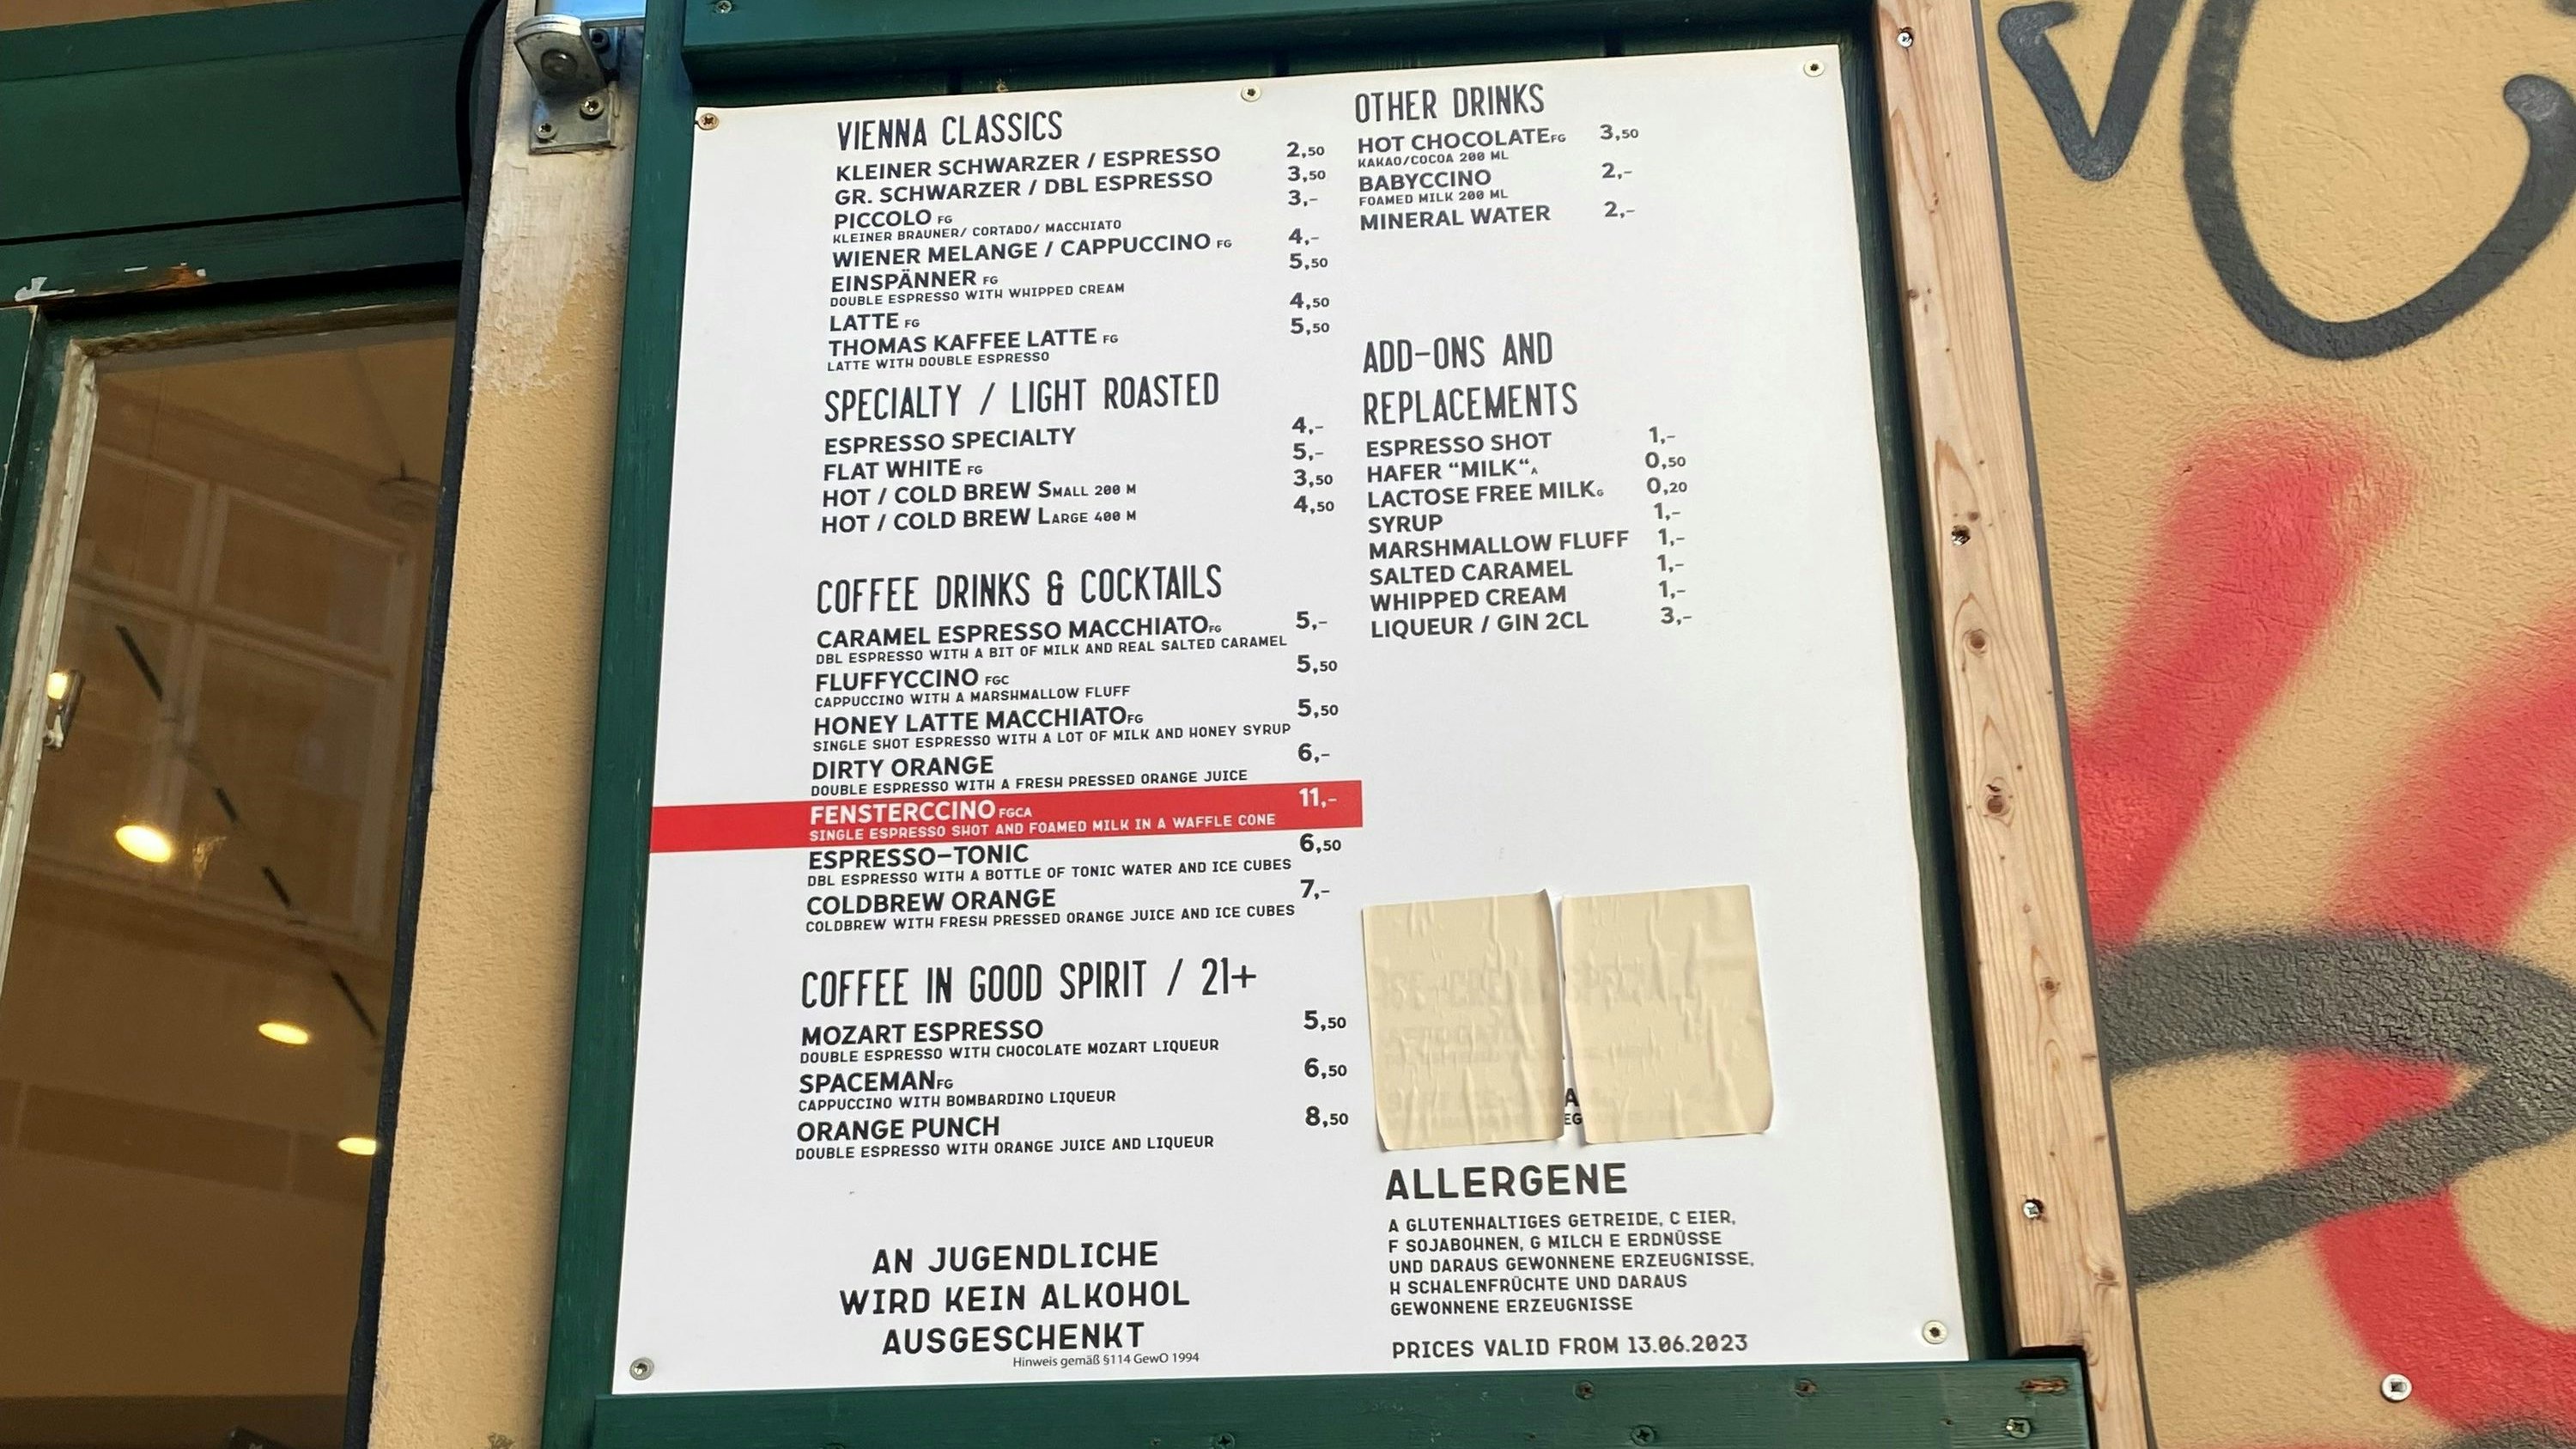 VIENNA CLASSICS
KLEINER SCHWARZER / ESPRESSO 2,50
GR. SCHWARZER / DBL ESPRESSO 3,50
PICCOLO FG 3,-
KLEINER BRAUNER/ CORTADO/ MACCHIATO
WIENER MELANGE / CAPPUCCINO FG 4,-
EINSPÄNNER FG 5,50
DOUBLE ESPRESSO WITH WHIPPED CREAM
LATTE FG 4,50
THOMAS KAFFEE LATTE FG 5,50
LATTE WITH DOUBLE ESPRESSO
SPECIALTY / LIGHT ROASTED
ESPRESSO SPECIALTY 4,-
FLAT WHITE FG 5,-
HOT / COLD BREW SMALL 200 M 3,50
HOT / COLD BREW LARGE 400 M 4,50
COFFEE DRINKS & COCKTAILS
CARAMEL ESPRESSO MACCHIATOFG 5,-
DBL ESPRESSO WITH A BIT OF MILK AND REAL SALTED CARAMEL
FLUFFYCCINO FGC 5,50
CAPPUCCINO WITH A MARSHMALLOW FLUFF
HONEY LATTE MACCHIATOFG 5,50
SINGLE SHOT ESPRESSO WITH A LOT OF MILK AND HONEY SYRUP
DIRTY ORANGE 6,-
DOUBLE ESPRESSO WITH A FRESH PRESSED ORANGE JUICE
FENSTERCCINO FGCA 11,-
SINGLE ESPRESSO SHOT AND FOAMED MILK IN A WAFFLE CONE
ESPRESSO-TONIC 6,50
DBL ESPRESSO WITH A BOTTLE OF TONIC WATER AND ICE CUBES
COLDBREW ORANGE 7,-
COLDBREW WITH FRESH PRESSED ORANGE JUICE AND ICE CUBES
COFFEE IN GOOD SPIRIT / 21+
MOZART ESPRESSO 5,50
DOUBLE ESPRESSO WITH CHOCOLATE MOZART LIQUEUR
SPACEMANFG 6,50
CAPPUCCINO WITH BOMBARDINO LIQUEUR
ORANGE PUNCH 8,50
DOUBLE ESPRESSO WITH ORANGE JUICE AND LIQUEUR
AN JUGENDLICHE
WIRD KEIN ALKOHOL
AUSGESCHENKT
Hinweis gemäß §114 GewO 1994
OTHER DRINKS
HOT CHOCOLATEFG 3,50
KAKAO/COCOA 200 ML
BABYCCINO 2,-
FOAMED MILK 200 ML
MINERAL WATER 2,-
ADD-ONS AND
REPLACEMENTS
ESPRESSO SHOT 1,-
HAFER “MILK“A 0,50
LACTOSE FREE MILKG 0,20
SYRUP 1,-
MARSHMALLOW FLUFF 1,-
SALTED CARAMEL 1,-
WHIPPED CREAM 1,-
LIQUEUR / GIN 2CL 3,-
ALLERGENE
A GLUTENHALTIGES GETREIDE, C EIER,
F SOJABOHNEN, G MILCH E ERDNÜSSE
UND DARAUS GEWONNENE ERZEUGNISSE,
H SCHALENFRÜCHTE UND DARAUS
GEWONNENE ERZEUGNISSE
PRICES VALID FROM 13.06.2023